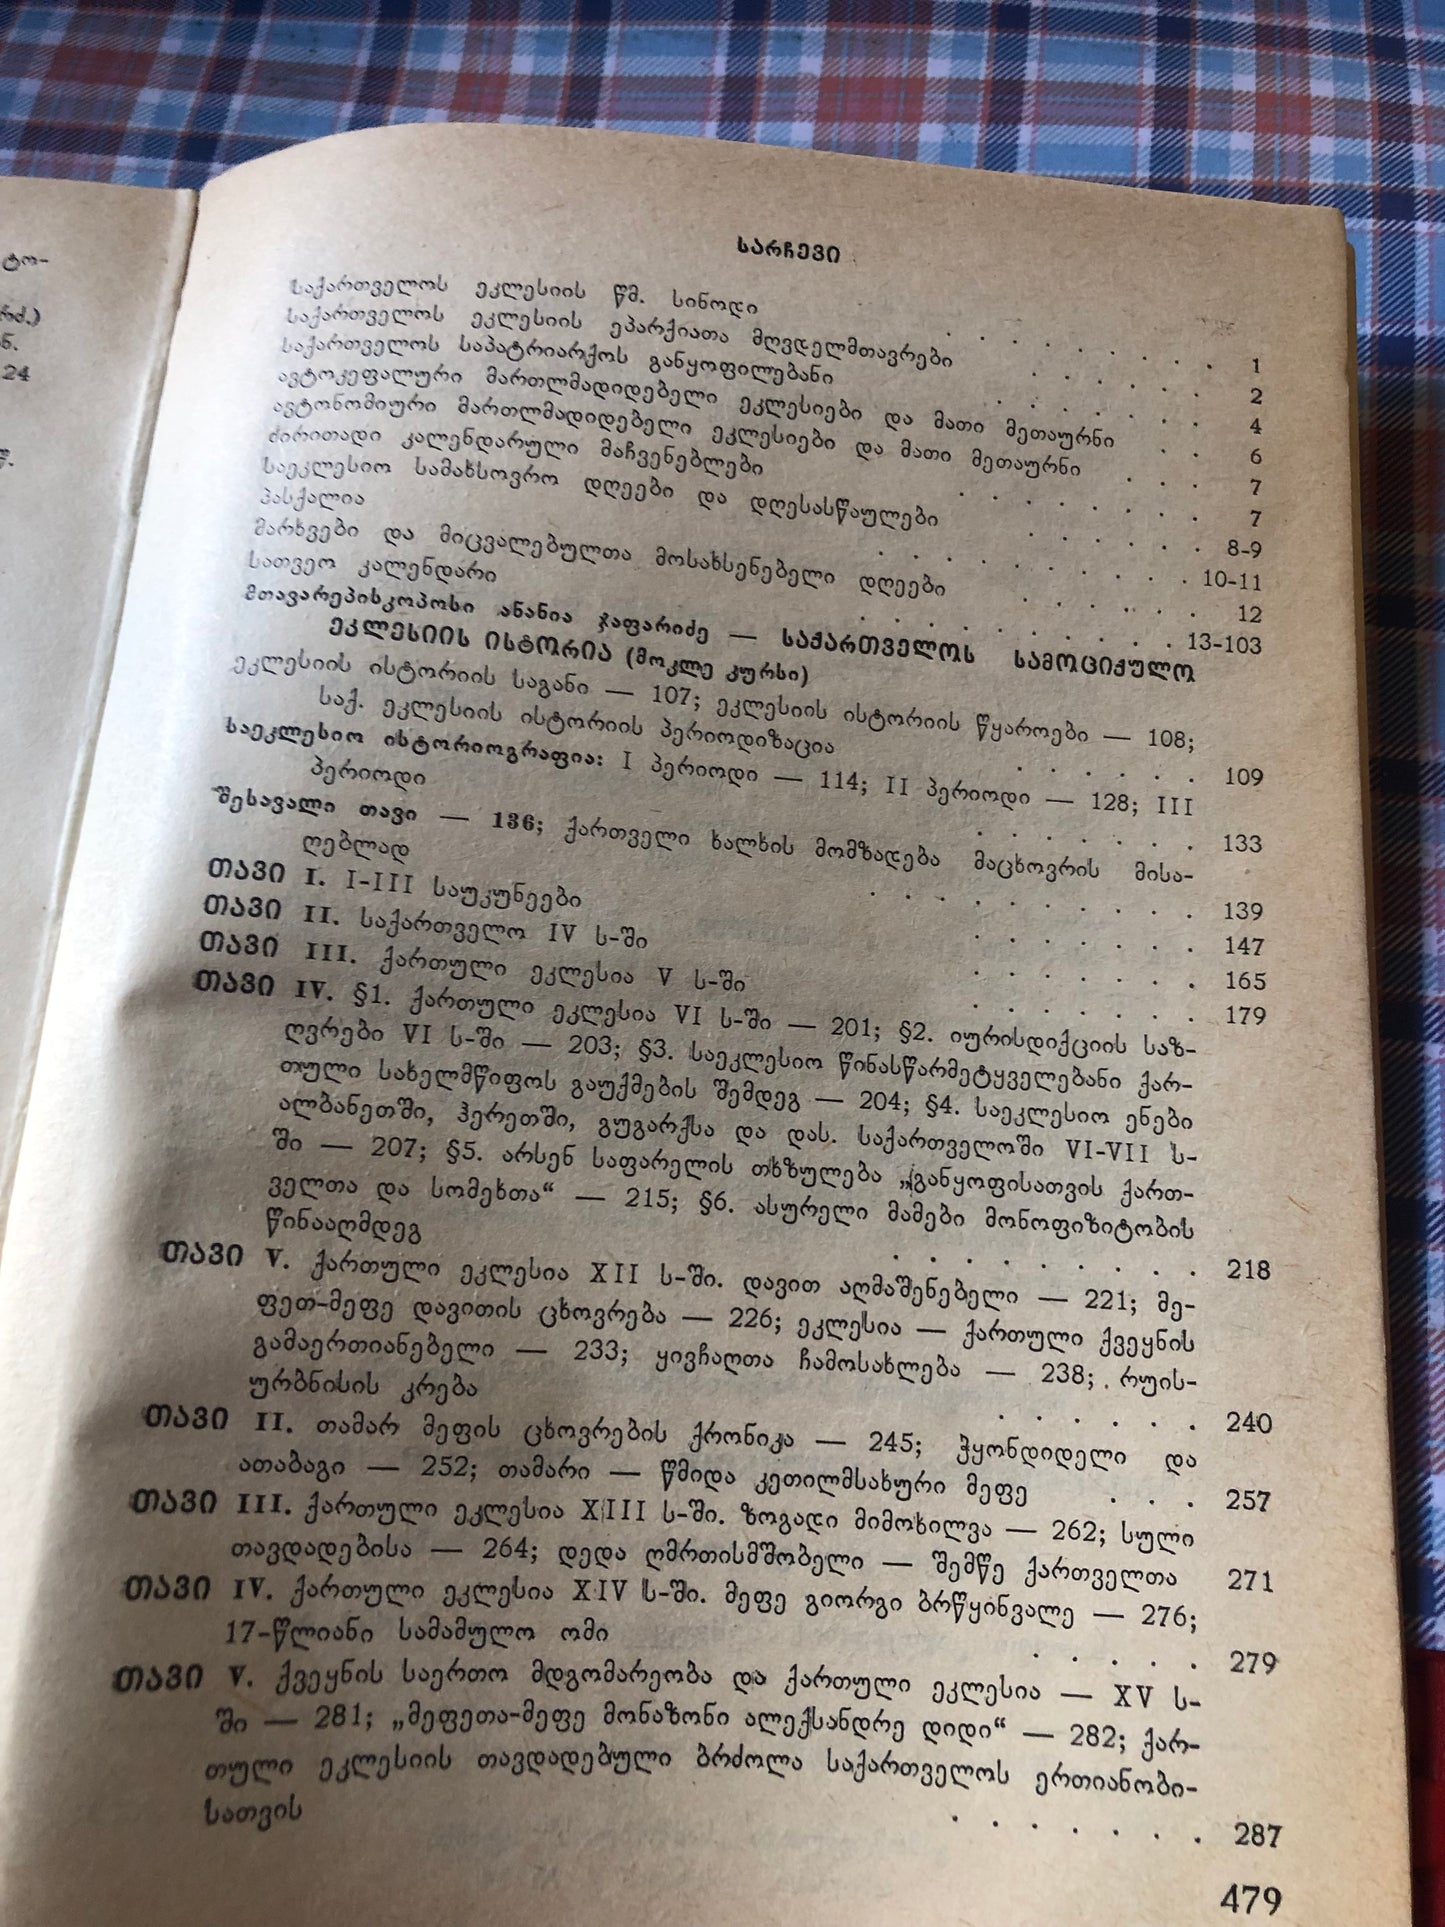 ტო-
რძ.)
ნ.
24
სარჩევი
საქართველოს ეკლესიის წმ. სინოდი . . . . . . . . 1
საქართველოს ეკლესიის ეპარქიათა მღვდელმთავრები . . . . . . 2
საქართველოს საპატრიარქოს განყოფილებანი . . . . . . 4
ავტოკეფალური მართლმადიდებელი ეკლესიები და მათი მეთაურნი . . 6
ავტონომიური მართლმადიდებელი ეკლესიები და მათი მეთაურნი . . . 7
ძირითადი კალენდარული მაჩვენებლები . . . . . . . 7
საეკლესიო სამახსოვრო დღეები და დღესასწაულები . . . . . . 8-9
პასქალია . . . . . . . . . 10-11
მარხვები და მიცვალებულთა მოსახსენებელი დღეები . . . . . . 12
სათვეო კალენდარი . . . . . . . . . 13-103
მთავარეპისკოპოსი ანანია ჯაფარიძე — საქართველოს სამოციქულო
ეკლესიის ისტორია (მოკლე კურსი)
ეკლესიის ისტორიის საგანი — 107; ეკლესიის ისტორიის წყაროები — 108;
საქ. ეკლესიის ისტორიის პერიოდიზაცია . . . . . . 109
საეკლესიო ისტორიოგრაფია: I პერიოდი — 114; II პერიოდი — 128; III
პერიოდი . . . . . . 133
შესავალი თავი — 136; ქართველი ხალხის მომზადება მაცხოვრის მისა-
ღებლად . . . . . . . . . 139
თავი I. I-III საუკუნეები . . . . . . 147
თავი II. საქართველო IV ს-ში . . . . . . 165
თავი III. ქართული ეკლესია V ს-ში . . . . . . . 179
თავი IV. §1. ქართული ეკლესია VI ს-ში — 201; §2. იურისდიქციის საზ-
ღვრები VI ს-ში — 203; §3. საეკლესიო წინასწარმეტყველებანი ქარ-
თული სახელმწიფოს გაუქმების შემდეგ — 204; §4. საეკლესიო ენები
ალბანეთში, ჰერეთში, გუგარქსა და დას. საქართველოში VI-VII ს-
ში — 207; §5. არსენ საფარელის თხზულება „განყოფისათვის ქართ-
ველთა და სომეხთა“ — 215; §6. ასურელი მამები მონოფიზიტობის
წინააღმდეგ . . . . . . . . . 218
თავი V. ქართული ეკლესია XII ს-ში. დავით აღმაშენებელი — 221; მე-
ფეთ-მეფე დავითის ცხოვრება — 226; ეკლესია — ქართული ქვეყნის
გამაერთიანებელი — 233; ყივჩაღთა ჩამოსახლება — 238; რუის-
ურბნისის კრება . . . . . . 240
თავი II. თამარ მეფის ცხოვრების ქრონიკა — 245; ჭყონდიდელი და
ათაბაგი — 252; თამარი — წმიდა კეთილმსახური მეფე . . . 257
თავი III. ქართული ეკლესია XIII ს-ში. ზოგადი მიმოხილვა — 262; სული
თავდადებისა — 264; დედა ღმრთისმშობელი — შემწე ქართველთა 271
თავი IV. ქართული ეკლესია XIV ს-ში. მეფე გიორგი ბრწყინვალე — 276;
17-წლიანი სამამულო ომი . . . . . 279
თავი V. ქვეყნის საერთო მდგომარეობა და ქართული ეკლესია — XV ს-
ში — 281; „მეფეთა-მეფე მონაზონი ალექსანდრე დიდი“ — 282; ქარ-
თული ეკლესიის თავდადებული ბრძოლა საქართველოს ერთიანობი-
სათვის . . . . . . . 287
479